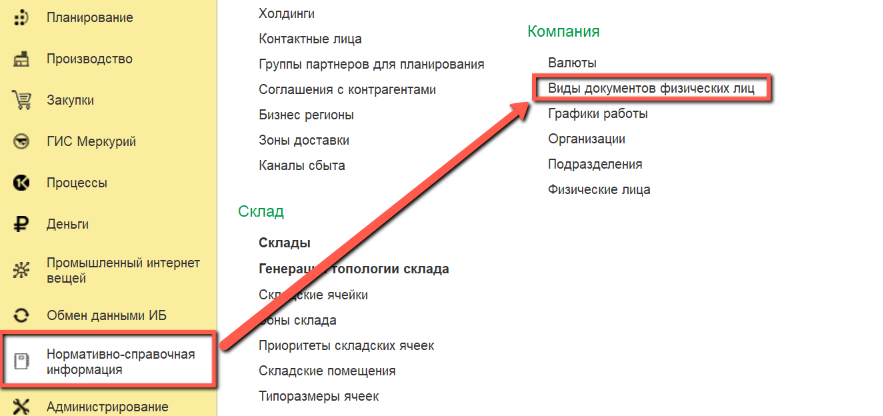 Планирование
Производство
Закупки
ГИС Меркурий
Процессы
Деньги
Промышленный интернет
вещей
Обмен данными ИБ
Нормативно-справочная
информация
Администрирование
Холдинги
Контактные лица
Группы партнеров для планирования
Соглашения с контрагентами
Бизнес регионы
Зоны доставки
Каналы сбыта
Склад
Склады
Генерация топологии склада
Складские ячейки
Зоны склада
Приоритеты складских ячеек
Складские помещения
Типоразмеры ячеек
Компания
Валюты
Виды документов физических лиц
Графики работы
Организации
Подразделения
Физические лица